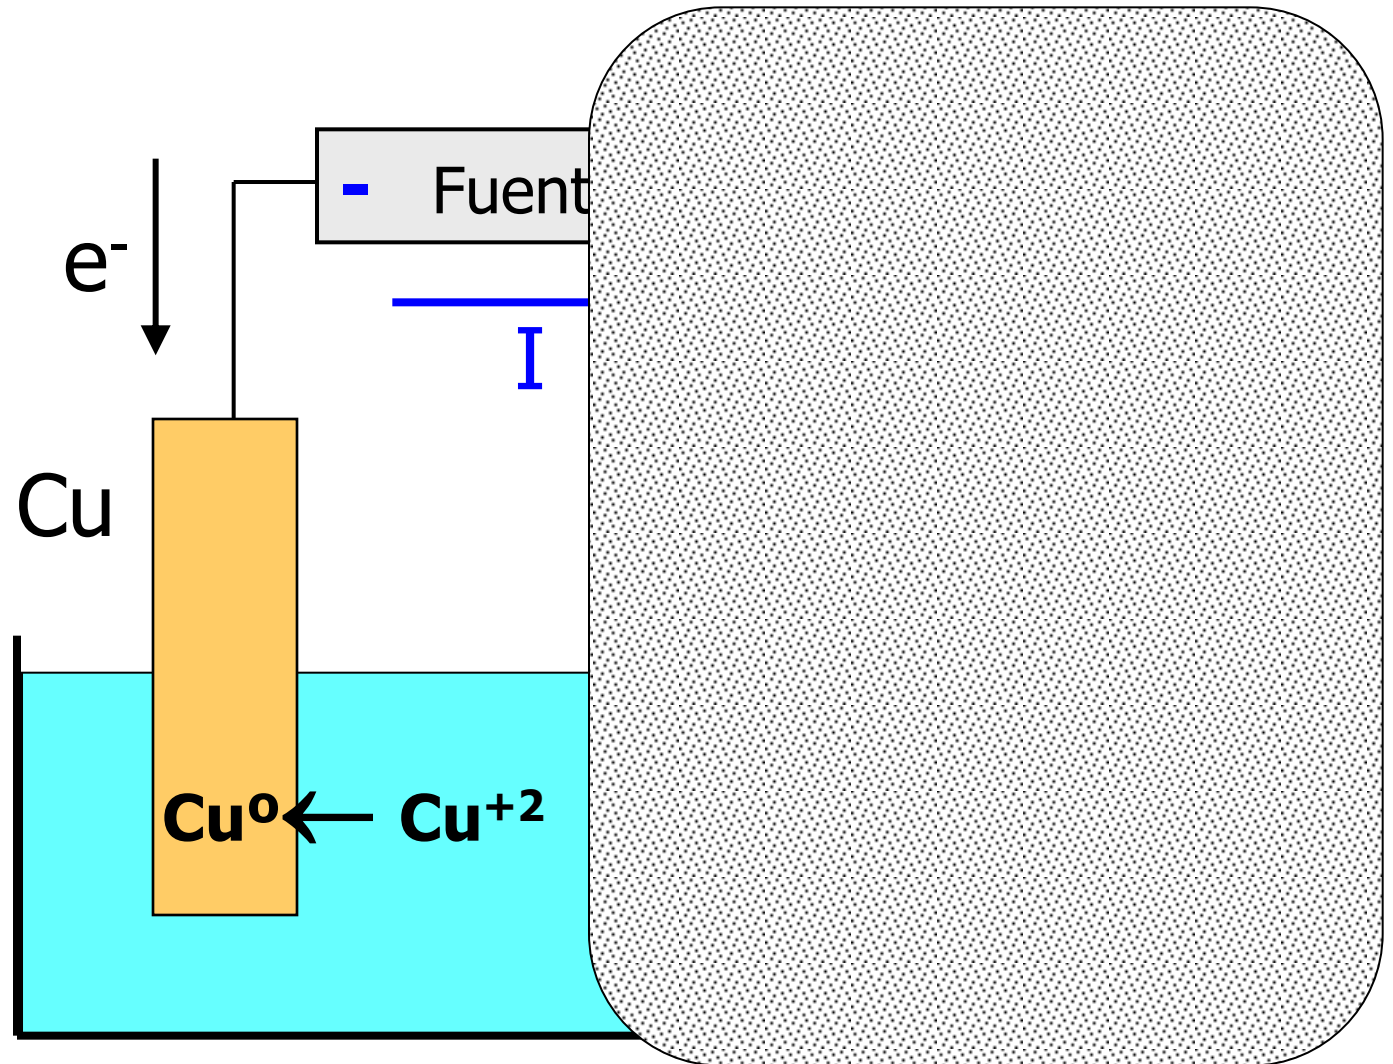 - Fuent
e⁻
I
Cu
Cuᵒ ← Cu⁺²